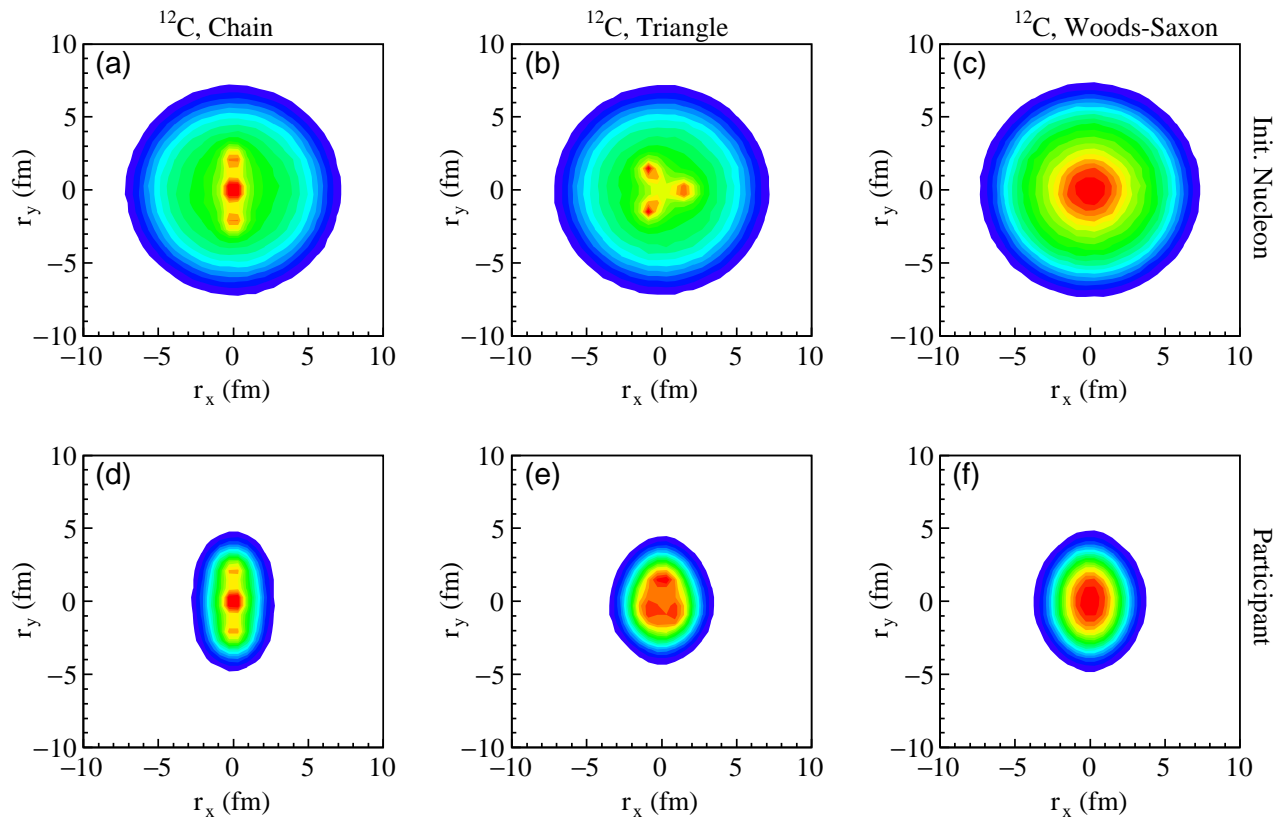 ¹²C, Chain
¹²C, Triangle
¹²C, Woods-Saxon
(a)
(b)
(c)
10
5
0
−5
−10
r_y (fm)
−10 −5 0 5 10
r_x (fm)
10
5
0
−5
−10
r_y (fm)
−10 −5 0 5 10
r_x (fm)
10
5
0
−5
−10
r_y (fm)
−10 −5 0 5 10
r_x (fm)
Init. Nucleon
(d)
(e)
(f)
10
5
0
−5
−10
r_y (fm)
−10 −5 0 5 10
r_x (fm)
10
5
0
−5
−10
r_y (fm)
−10 −5 0 5 10
r_x (fm)
10
5
0
−5
−10
r_y (fm)
−10 −5 0 5 10
r_x (fm)
Participant